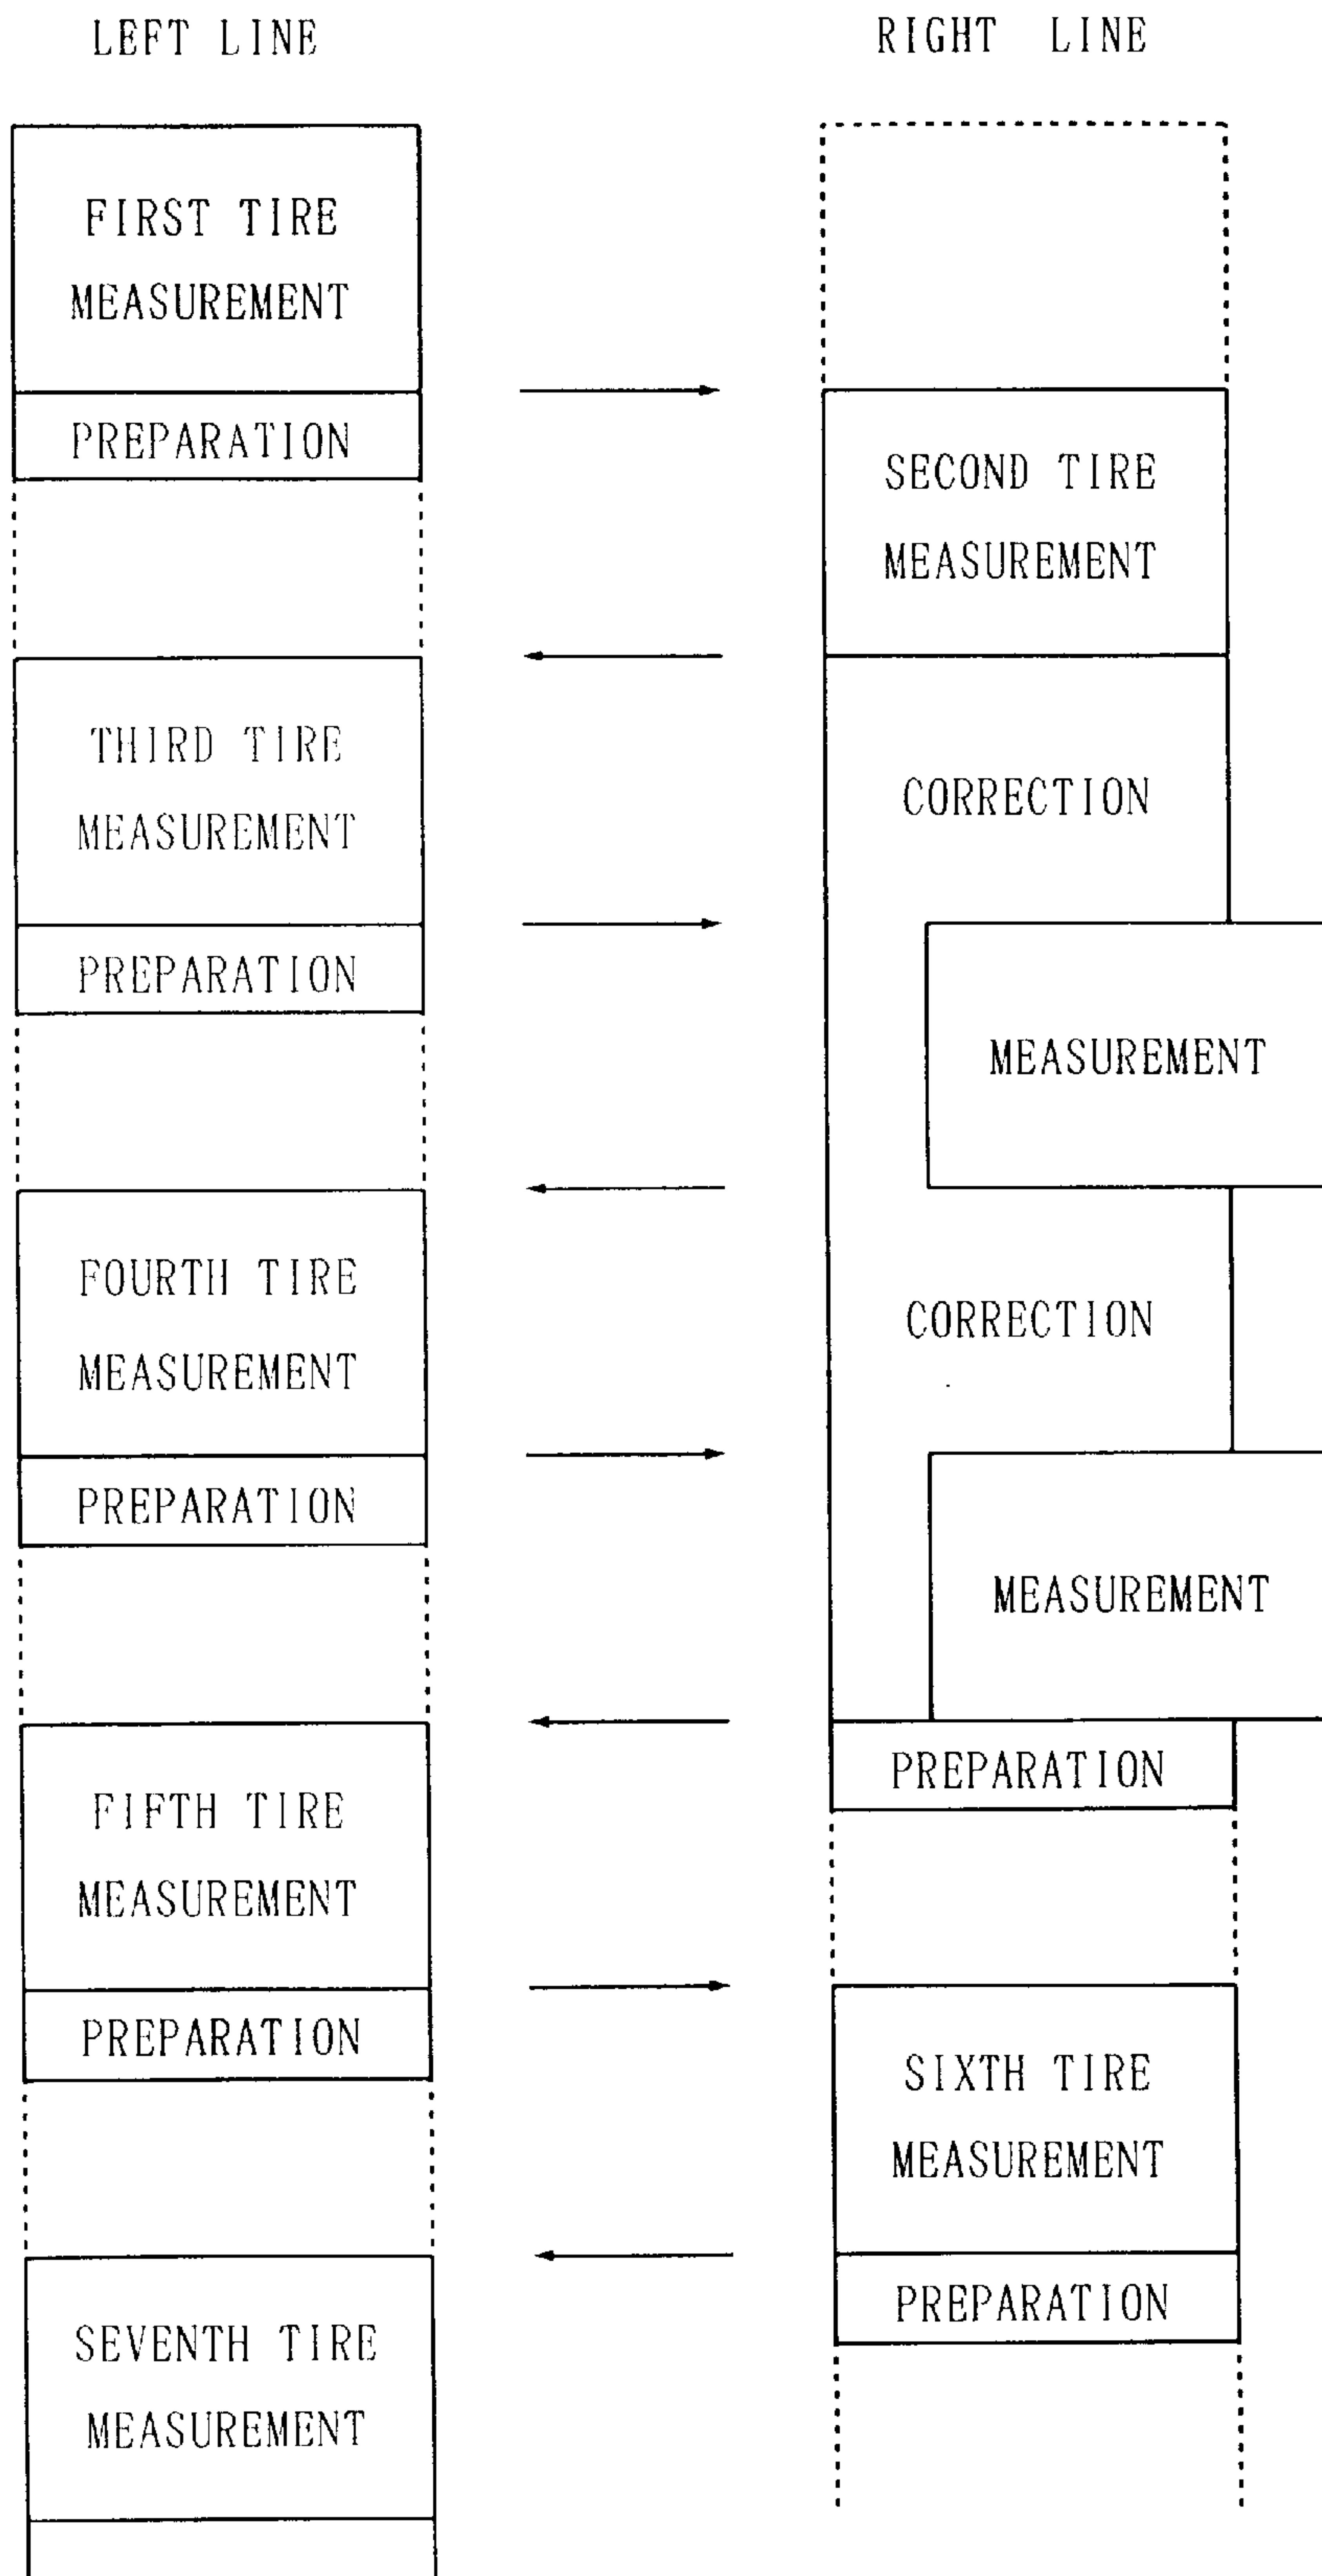 LEFT LINE
RIGHT LINE
FIRST TIRE
MEASUREMENT
PREPARATION
SECOND TIRE
MEASUREMENT
THIRD TIRE
MEASUREMENT
CORRECTION
PREPARATION
MEASUREMENT
FOURTH TIRE
MEASUREMENT
CORRECTION
PREPARATION
MEASUREMENT
FIFTH TIRE
MEASUREMENT
PREPARATION
PREPARATION
SIXTH TIRE
MEASUREMENT
SEVENTH TIRE
MEASUREMENT
PREPARATION